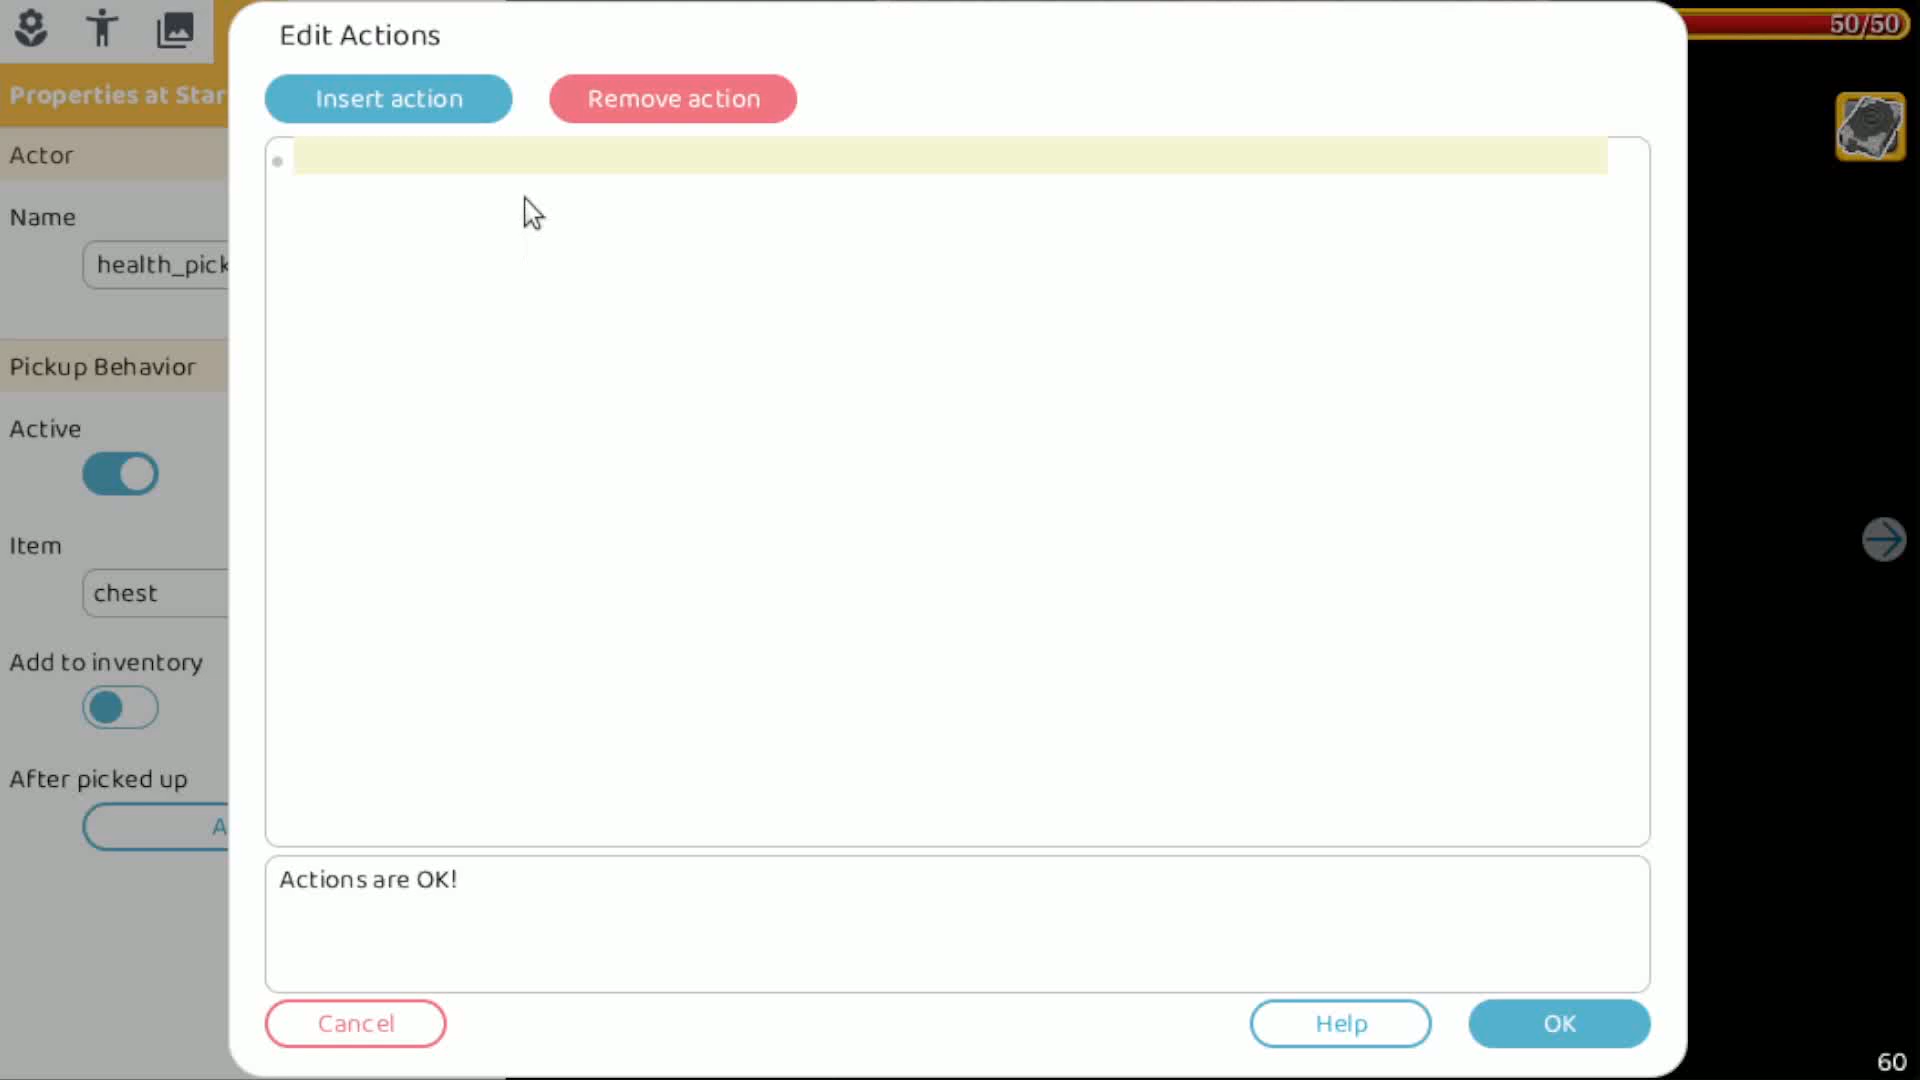 Edit Actions
50/50
Insert action
Remove action
Properties at Star
Actor
Name
health_pick
Pickup Behavior
Active
Item
chest
Add to inventory
After picked up
A
Actions are OK!
Cancel
Help
OK
60